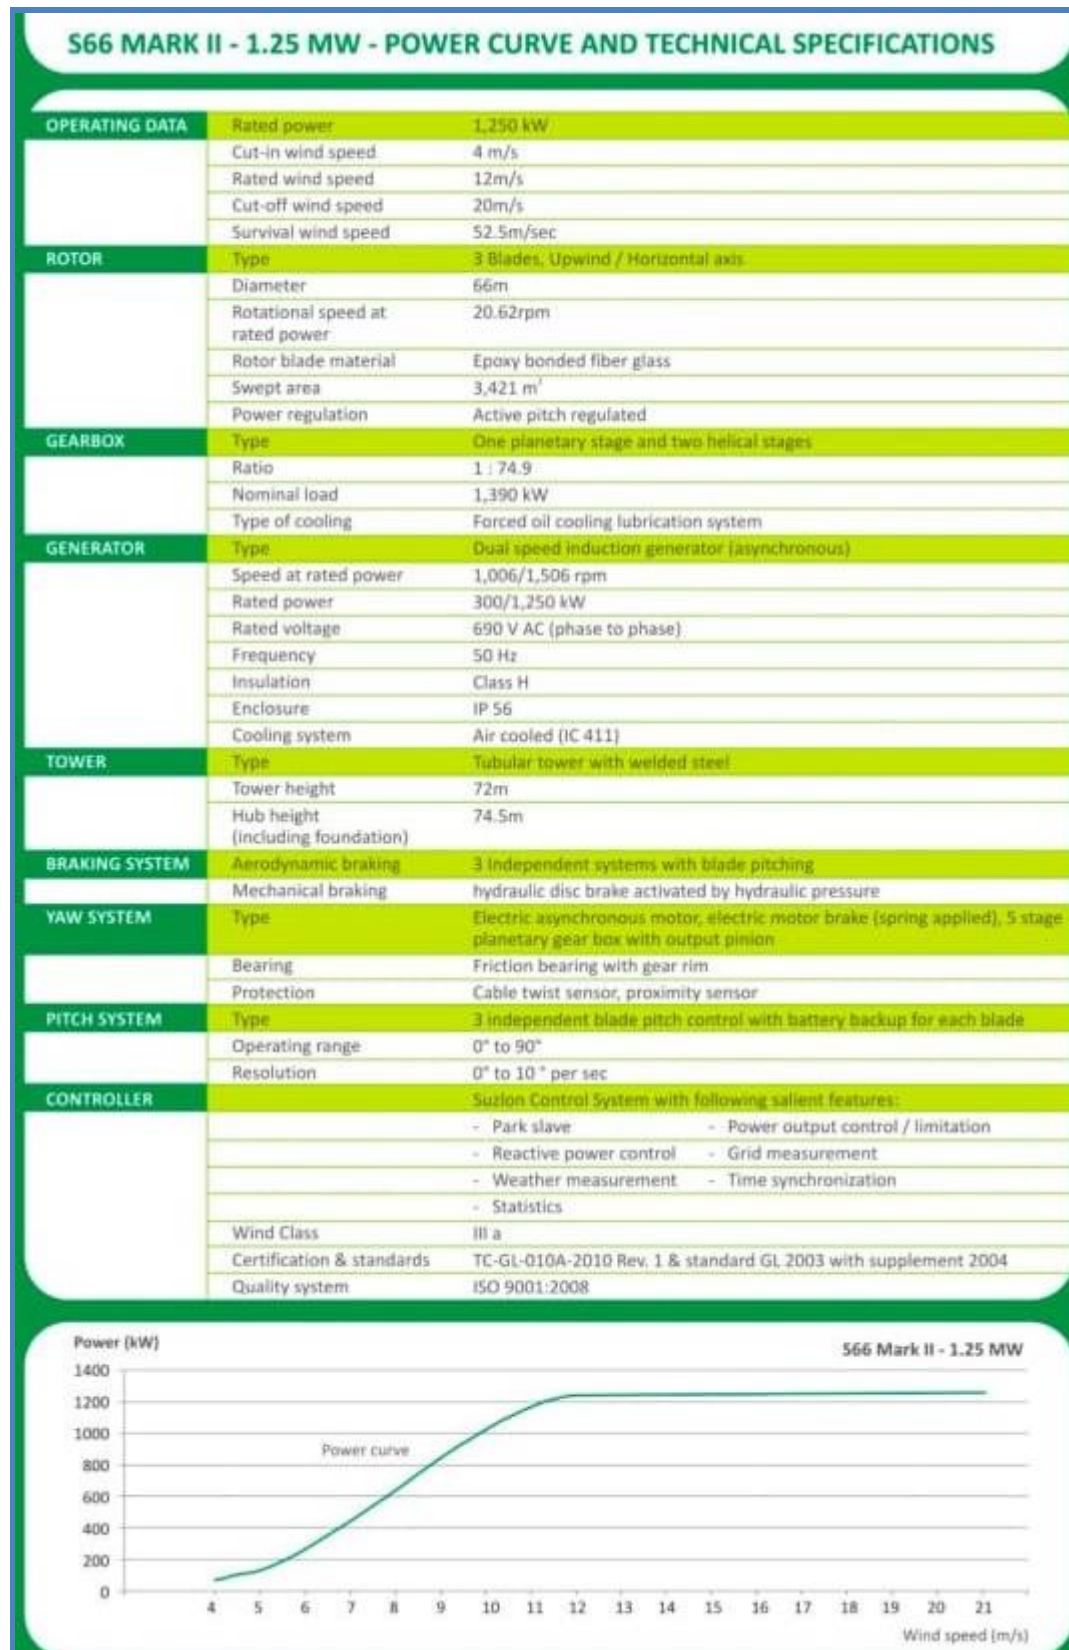 S66 MARK II - 1.25 MW - POWER CURVE AND TECHNICAL SPECIFICATIONS
OPERATING DATA Rated power 1,250 kW
Cut-in wind speed 4 m/s
Rated wind speed 12m/s
Cut-off wind speed 20m/s
Survival wind speed 52.5m/sec
ROTOR Type 3 Blades, Upwind / Horizontal axis
Diameter 66m
Rotational speed at 20.62rpm
rated power
Rotor blade material Epoxy bonded fiber glass
Swept area 3,421 m²
Power regulation Active pitch regulated
GEARBOX Type One planetary stage and two helical stages
Ratio 1 : 74.9
Nominal load 1,390 kW
Type of cooling Forced oil cooling lubrication system
GENERATOR Type Dual speed induction generator (asynchronous)
Speed at rated power 1,006/1,506 rpm
Rated power 300/1,250 kW
Rated voltage 690 V AC (phase to phase)
Frequency 50 Hz
Insulation Class H
Enclosure IP 56
Cooling system Air cooled (IC 411)
TOWER Type Tubular tower with welded steel
Tower height 72m
Hub height 74.5m
(including foundation)
BRAKING SYSTEM Aerodynamic braking 3 Independent systems with blade pitching
Mechanical braking hydraulic disc brake activated by hydraulic pressure
YAW SYSTEM Type Electric asynchronous motor, electric motor brake (spring applied), 5 stage
planetary gear box with output pinion
Bearing Friction bearing with gear rim
Protection Cable twist sensor, proximity sensor
PITCH SYSTEM Type 3 independent blade pitch control with battery backup for each blade
Operating range 0° to 90°
Resolution 0° to 10 ° per sec
CONTROLLER Suzlon Control System with following salient features:
- Park slave - Power output control / limitation
- Reactive power control - Grid measurement
- Weather measurement - Time synchronization
- Statistics
Wind Class III a
Certification & standards TC-GL-010A-2010 Rev. 1 & standard GL 2003 with supplement 2004
Quality system ISO 9001:2008
Power (kW)
S66 Mark II - 1.25 MW
1400
1200
1000
Power curve
800
600
400
200
0
4 5 6 7 8 9 10 11 12 13 14 15 16 17 18 19 20 21
Wind speed (m/s)